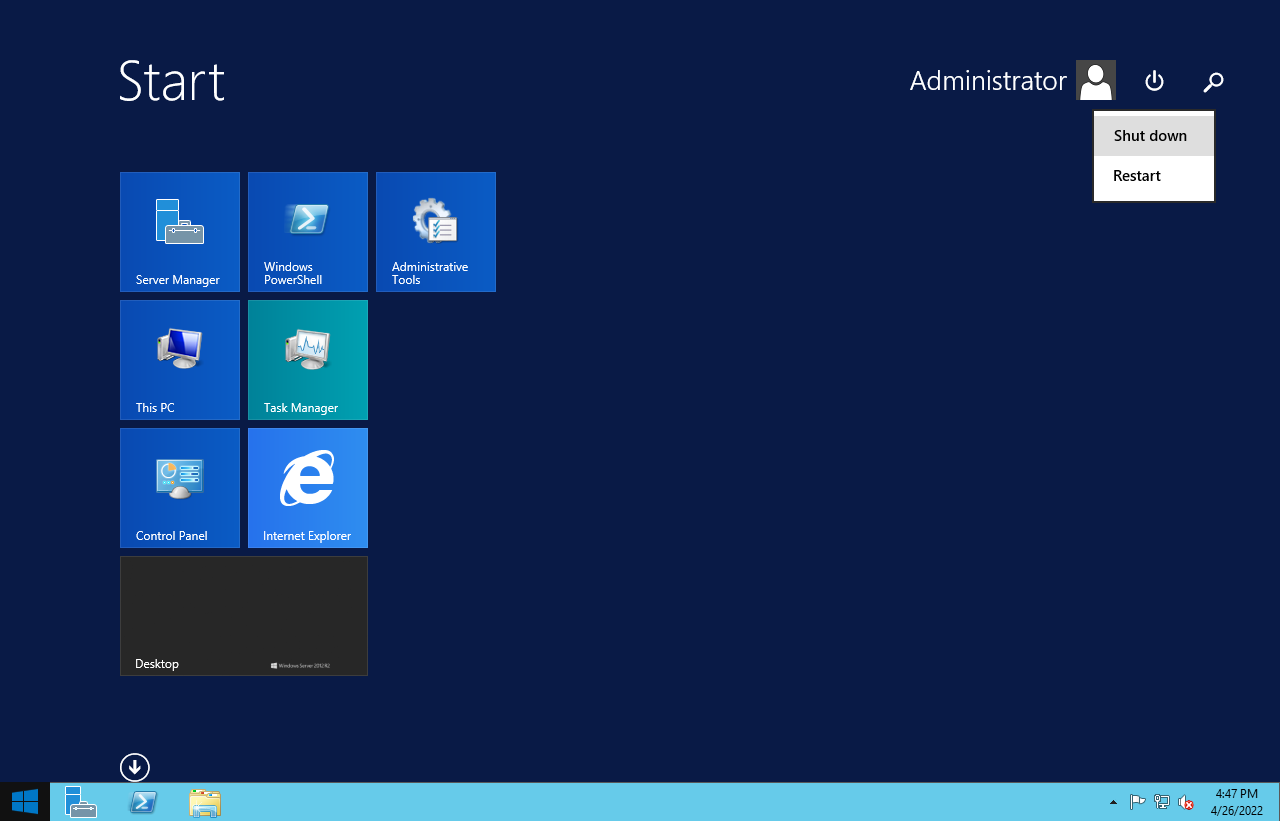 Start
Administrator
Shut down
Restart
Server Manager
Windows
PowerShell
Administrative
Tools
This PC
Task Manager
Control Panel
Internet Explorer
Desktop
Windows Server 2012 R2
4:47 PM
4/26/2022